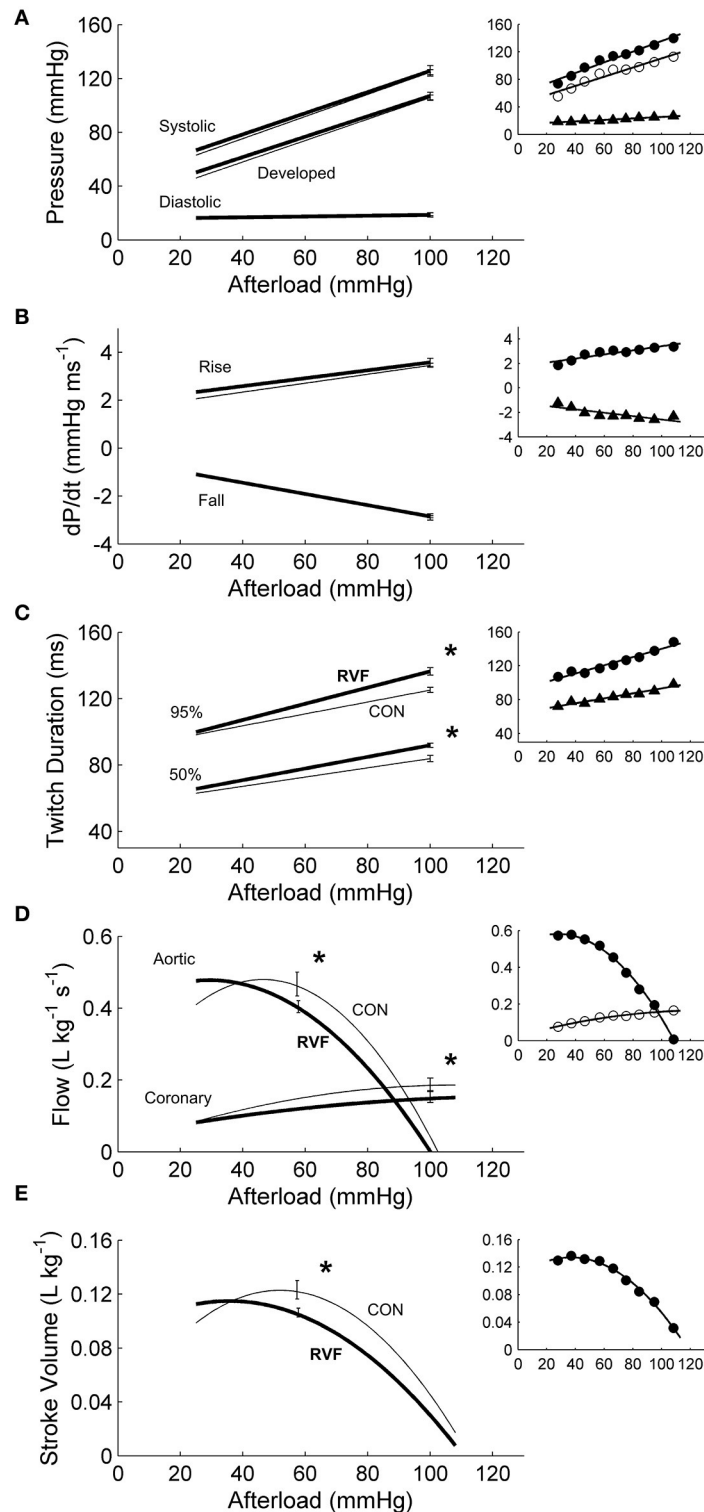 A
Pressure (mmHg)
160
120
80
40
0
Systolic
Developed
Diastolic
0 20 40 60 80 100 120
Afterload (mmHg)
160
120
80
40
0
0 20 40 60 80 100 120
B
dP/dt (mmHg ms-1)
4
2
0
-2
-4
Rise
Fall
0 20 40 60 80 100 120
Afterload (mmHg)
4
2
0
-2
-4
0 20 40 60 80 100 120
C
Twitch Duration (ms)
160
120
80
40
95%
RVF
*
CON
50%
*
0 20 40 60 80 100 120
Afterload (mmHg)
160
120
80
40
0 20 40 60 80 100 120
D
Flow (L kg-1 s-1)
0.6
0.4
0.2
0
Aortic
*
CON
RVF
Coronary
*
0 20 40 60 80 100 120
Afterload (mmHg)
0.6
0.4
0.2
0
0 20 40 60 80 100 120
E
Stroke Volume (L kg-1)
0.16
0.12
0.08
0.04
0
*
CON
RVF
0 20 40 60 80 100 120
Afterload (mmHg)
0.16
0.12
0.08
0.04
0
0 20 40 60 80 100 120